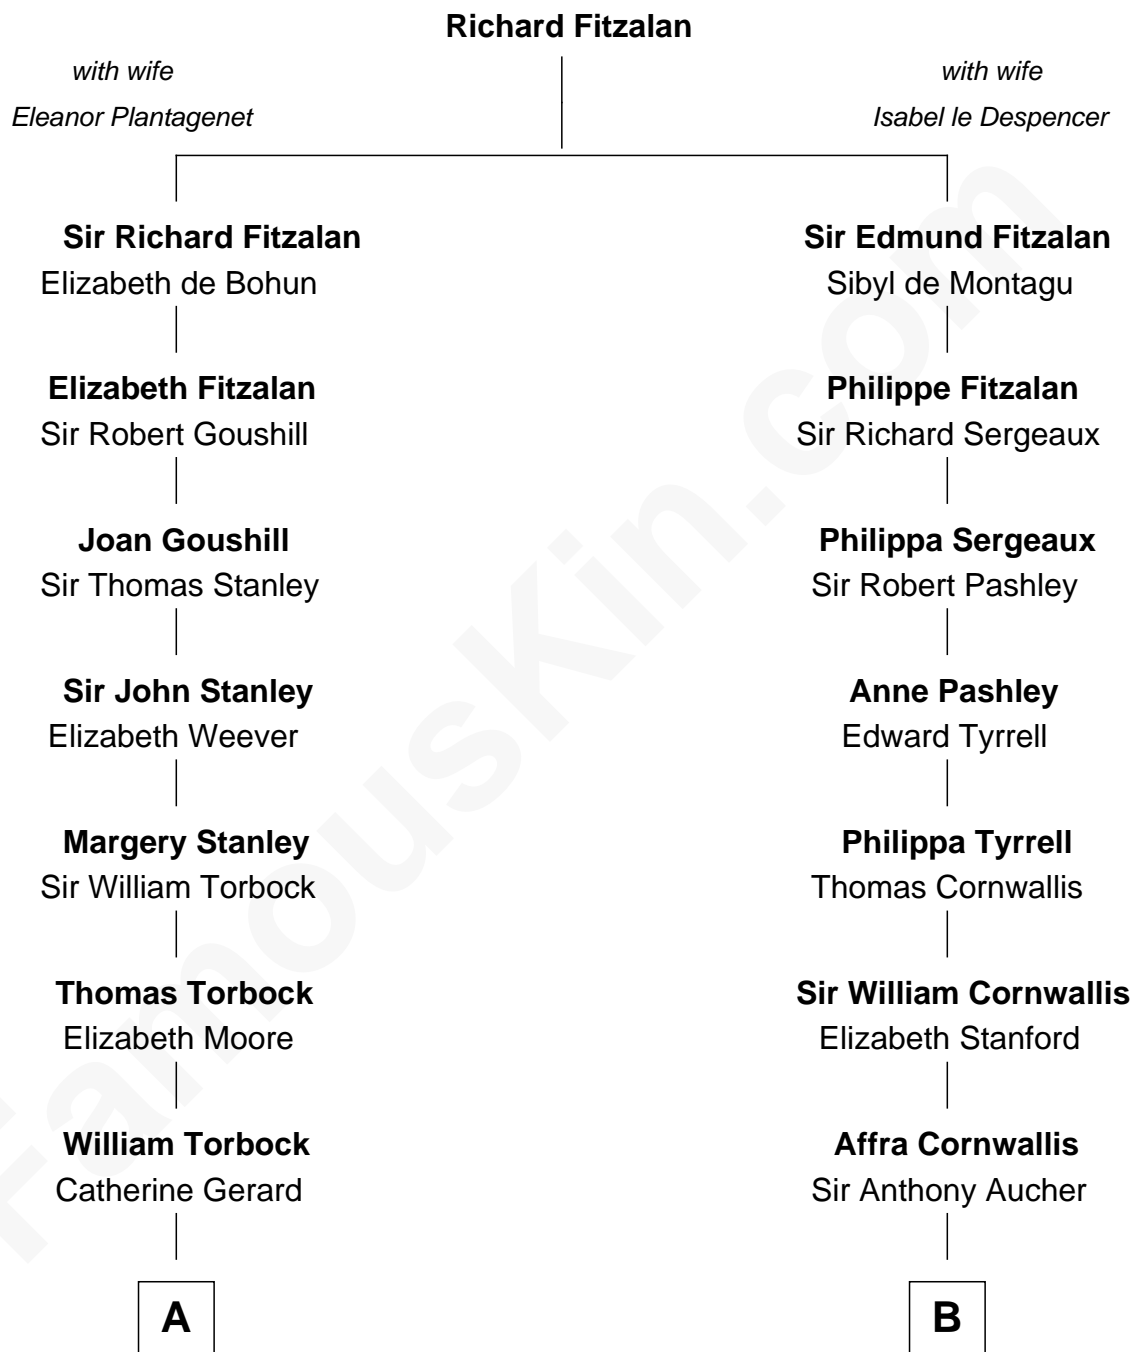 Richard Fitzalan
with wife
Eleanor Plantagenet
with wife
Isabel le Despencer
Sir Richard Fitzalan
Elizabeth de Bohun
Sir Edmund Fitzalan
Sibyl de Montagu
Elizabeth Fitzalan
Sir Robert Goushill
Philippe Fitzalan
Sir Richard Sergeaux
Joan Goushill
Sir Thomas Stanley
Philippa Sergeaux
Sir Robert Pashley
Sir John Stanley
Elizabeth Weever
Anne Pashley
Edward Tyrrell
Margery Stanley
Sir William Torbock
Philippa Tyrrell
Thomas Cornwallis
Thomas Torbock
Elizabeth Moore
Sir William Cornwallis
Elizabeth Stanford
William Torbock
Catherine Gerard
Affra Cornwallis
Sir Anthony Aucher
A
B
FamousKin.com